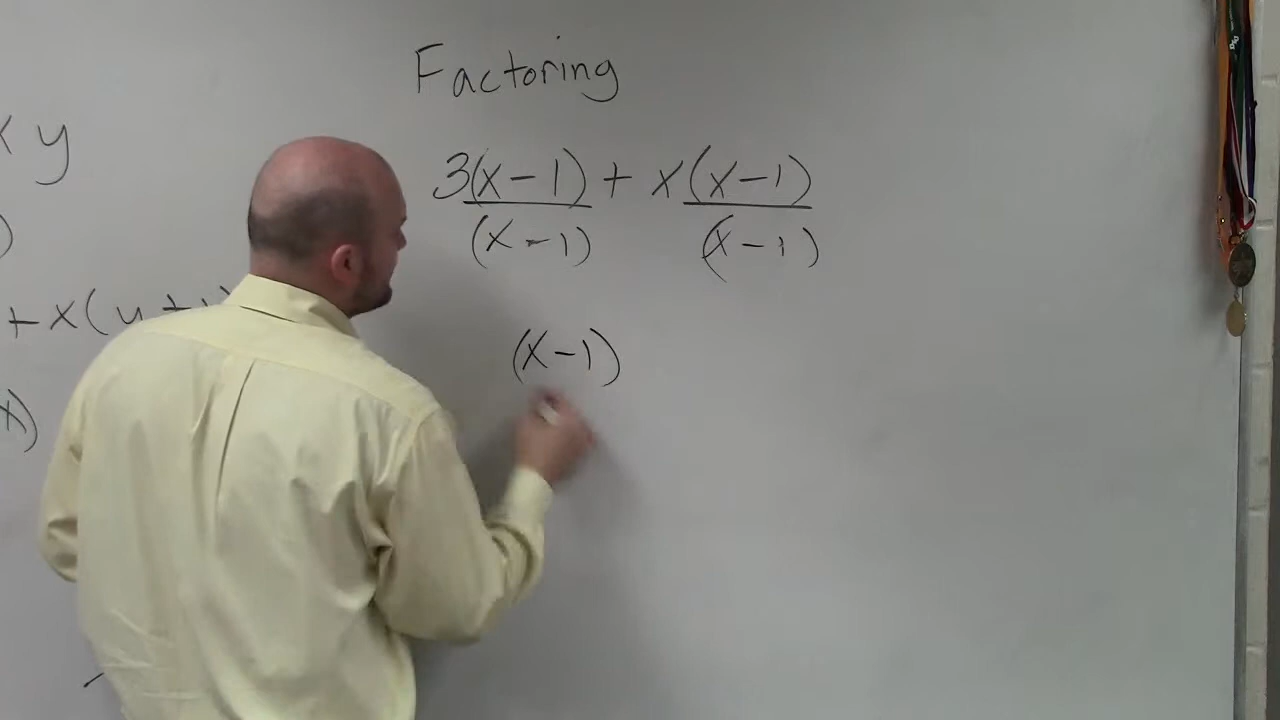 Factoring
x y
3(x-1) + x(x-1)
(x-1) (x-1)
)
+x(y+
(x-1)
x)